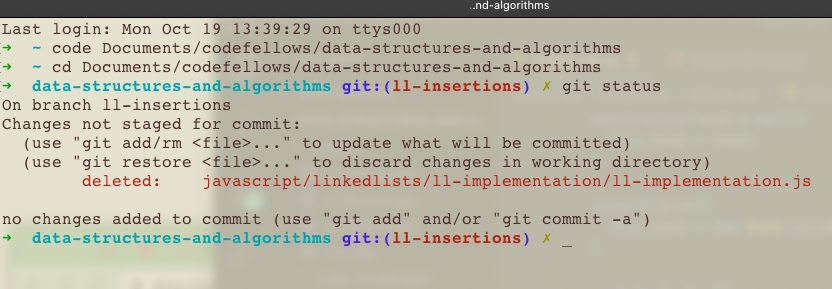 ..nd-algorithms
Last login: Mon Oct 19 13:39:29 on ttys000
➜  ~ code Documents/codefellows/data-structures-and-algorithms
➜  ~ cd Documents/codefellows/data-structures-and-algorithms
➜  data-structures-and-algorithms git:(ll-insertions) ✗ git status
On branch ll-insertions
Changes not staged for commit:
  (use "git add/rm <file>..." to update what will be committed)
  (use "git restore <file>..." to discard changes in working directory)
        deleted:    javascript/linkedlists/ll-implementation/ll-implementation.js
no changes added to commit (use "git add" and/or "git commit -a")
➜  data-structures-and-algorithms git:(ll-insertions) ✗ _